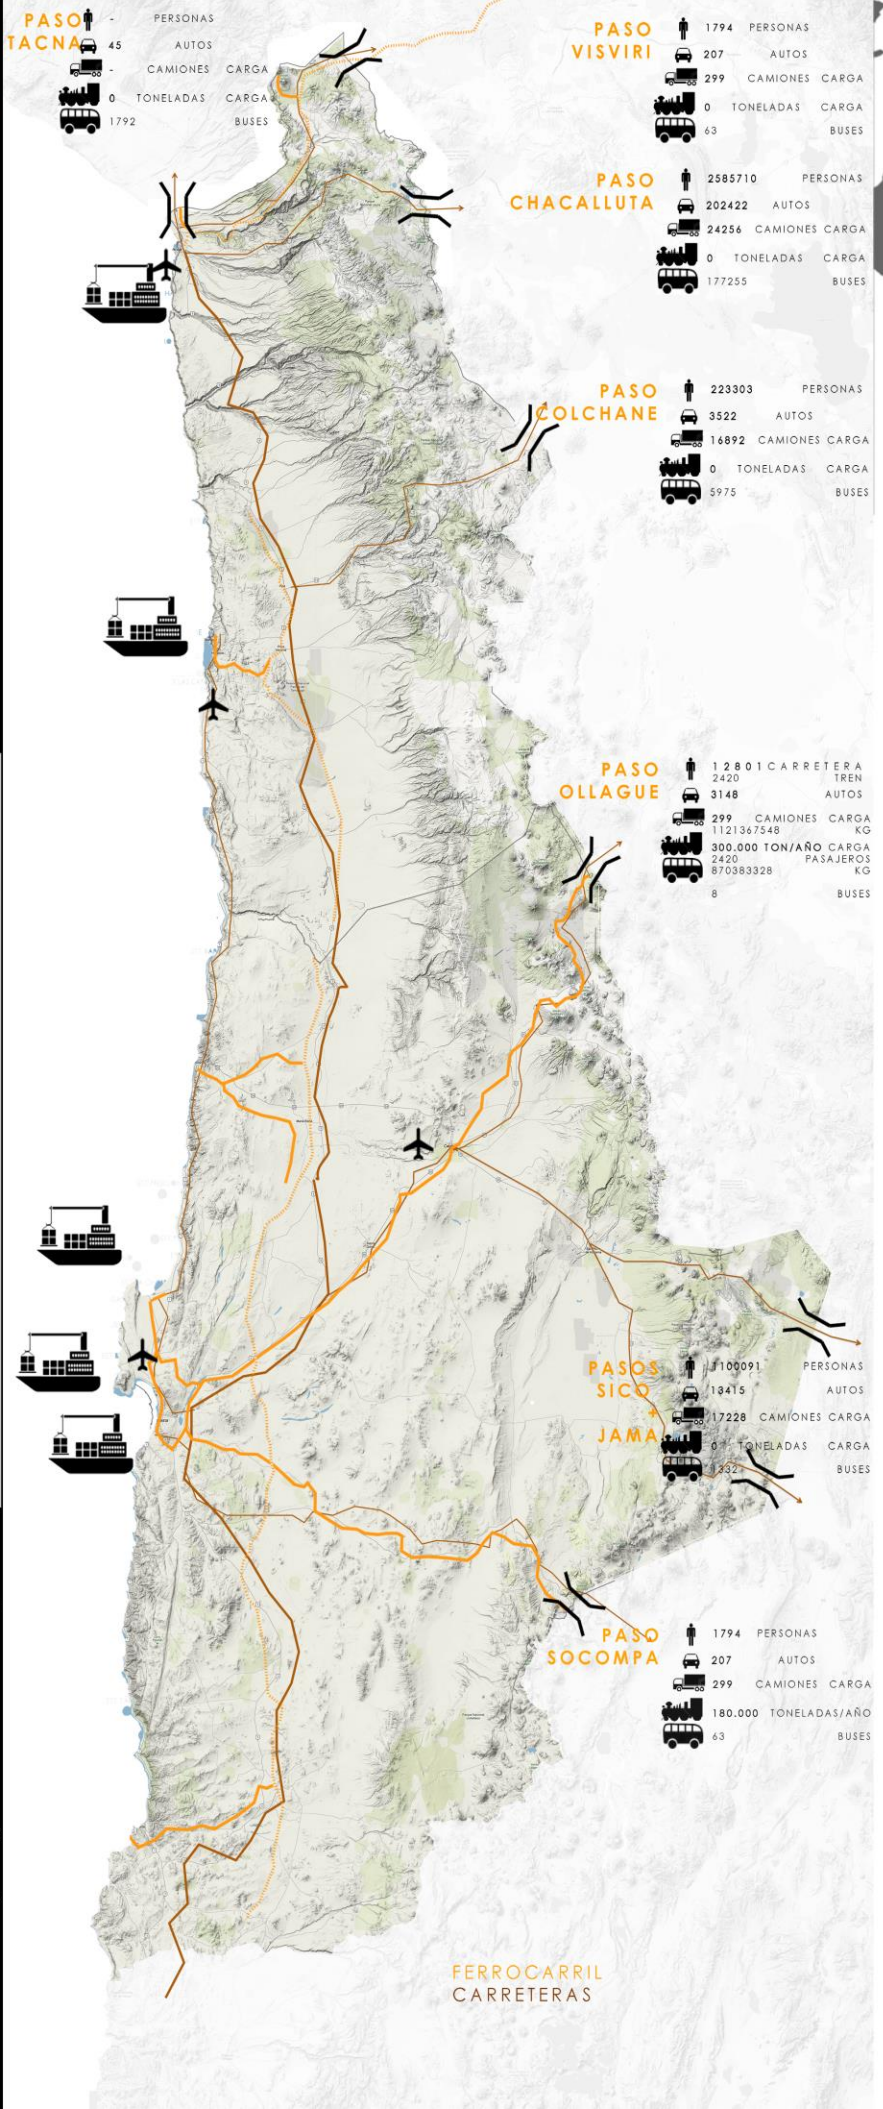 PASO TACNA
- PERSONAS
45 AUTOS
- CAMIONES CARGA
0 TONELADAS CARGA
1792 BUSES
PASO VISVIRI
1794 PERSONAS
207 AUTOS
299 CAMIONES CARGA
0 TONELADAS CARGA
63 BUSES
PASO CHACALLUTA
2585710 PERSONAS
202422 AUTOS
24256 CAMIONES CARGA
0 TONELADAS CARGA
177255 BUSES
PASO COLCHANE
223303 PERSONAS
3522 AUTOS
16892 CAMIONES CARGA
0 TONELADAS CARGA
5975 BUSES
PASO OLLAGUE
12801 CARRETERA
2420 TREN
3148 AUTOS
299 CAMIONES CARGA
1121367548 KG
300.000 TON/AÑO CARGA
2420 PASAJEROS
870383328 KG
8 BUSES
PASOS SICO + JAMA
1100091 PERSONAS
13415 AUTOS
17228 CAMIONES CARGA
0 TONELADAS CARGA
1332 BUSES
PASO SOCOMPA
1794 PERSONAS
207 AUTOS
299 CAMIONES CARGA
180.000 TONELADAS/AÑO
63 BUSES
FERROCARRIL
CARRETERAS